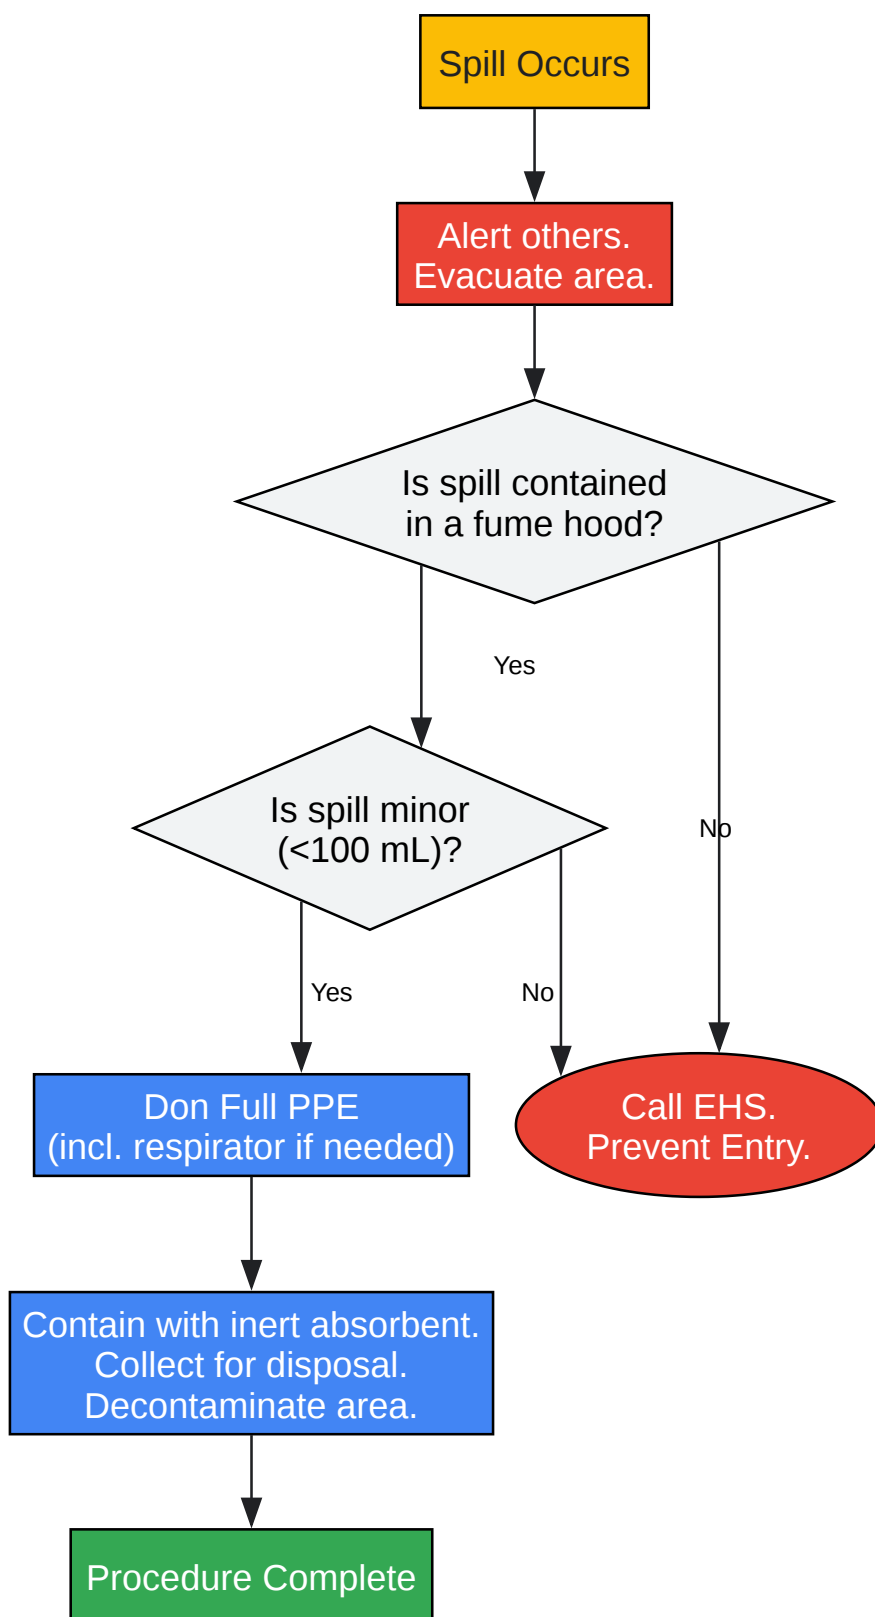 Spill Occurs
Alert others.
Evacuate area.
Is spill contained
in a fume hood?
Yes
No
Is spill minor
(<100 mL)?
Yes
No
Don Full PPE
(incl. respirator if needed)
Call EHS.
Prevent Entry.
Contain with inert absorbent.
Collect for disposal.
Decontaminate area.
Procedure Complete